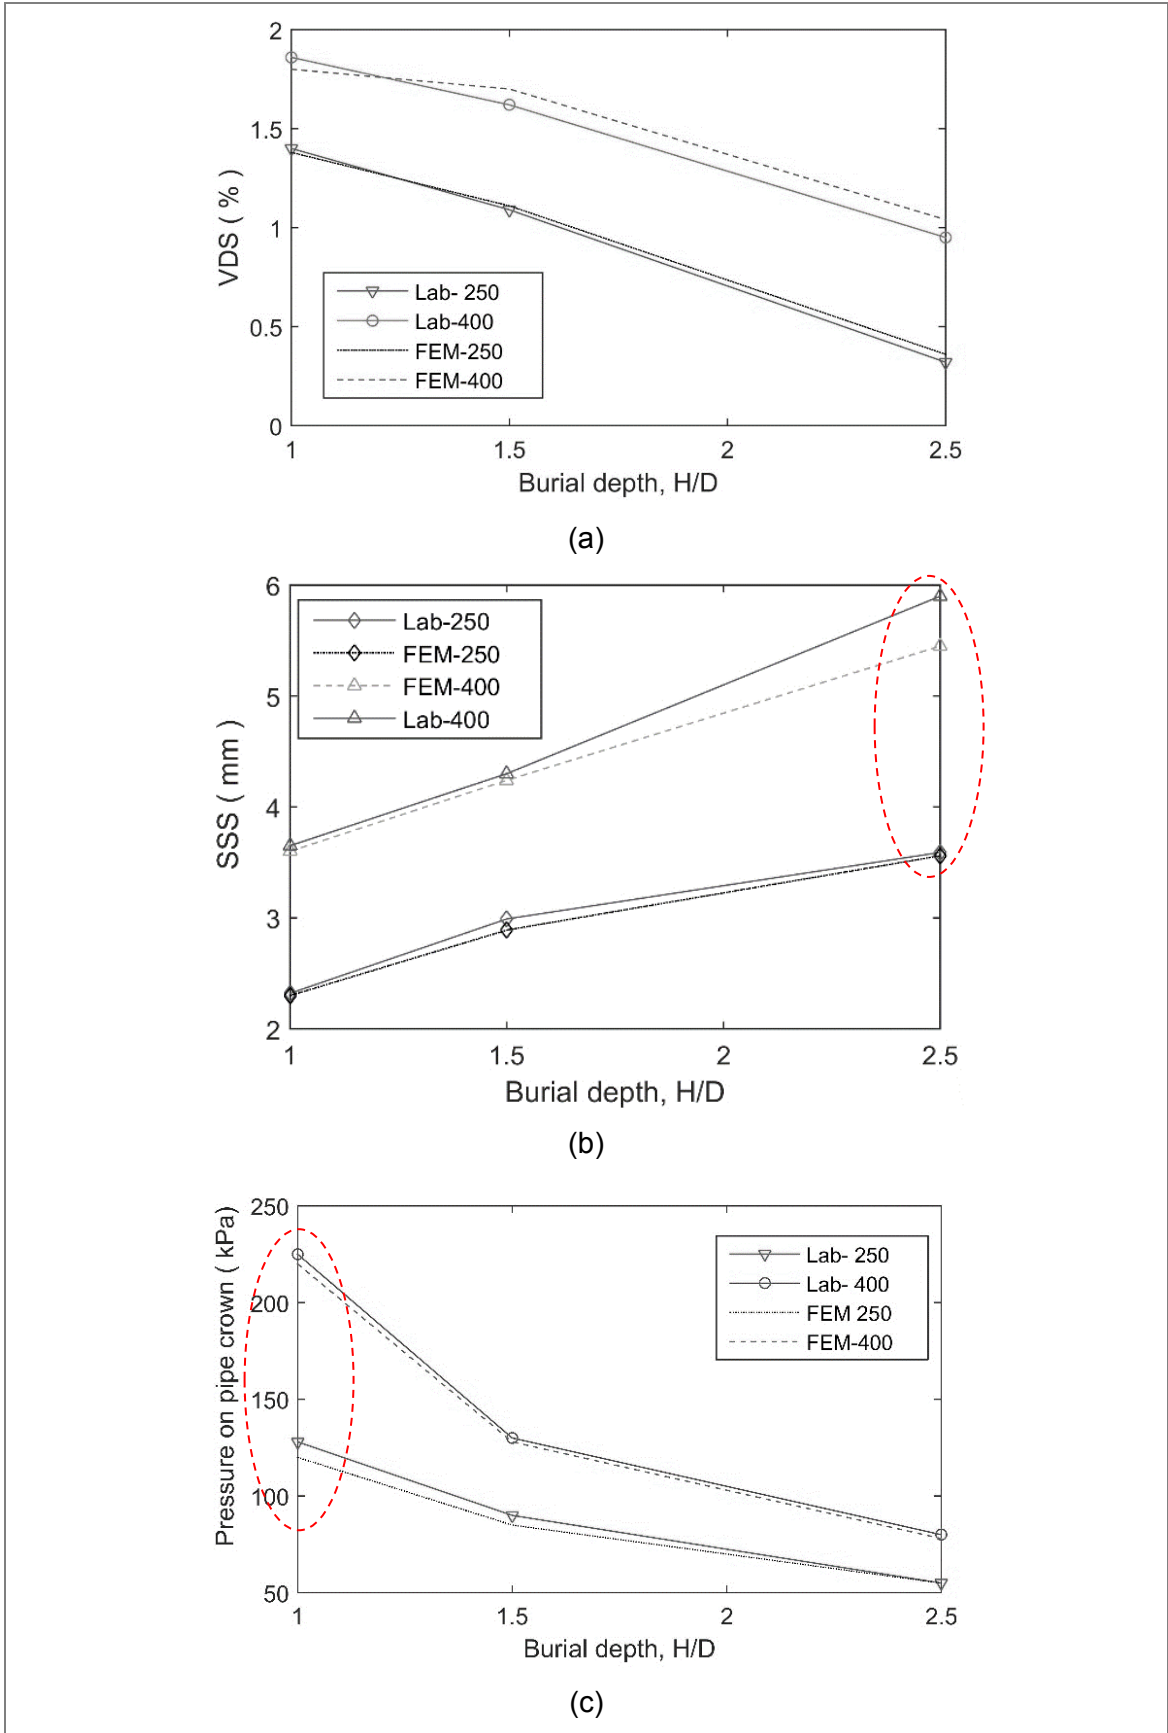 2
1.5
1
0.5
0
VDS ( % )
Lab- 250
Lab-400
FEM-250
FEM-400
1
1.5
2
2.5
Burial depth, H/D
(a)
6
5
4
3
2
SSS ( mm )
Lab-250
FEM-250
FEM-400
Lab-400
1
1.5
2
2.5
Burial depth, H/D
(b)
250
200
150
100
50
Pressure on pipe crown ( kPa)
Lab- 250
Lab- 400
FEM 250
FEM-400
1
1.5
2
2.5
Burial depth, H/D
(c)